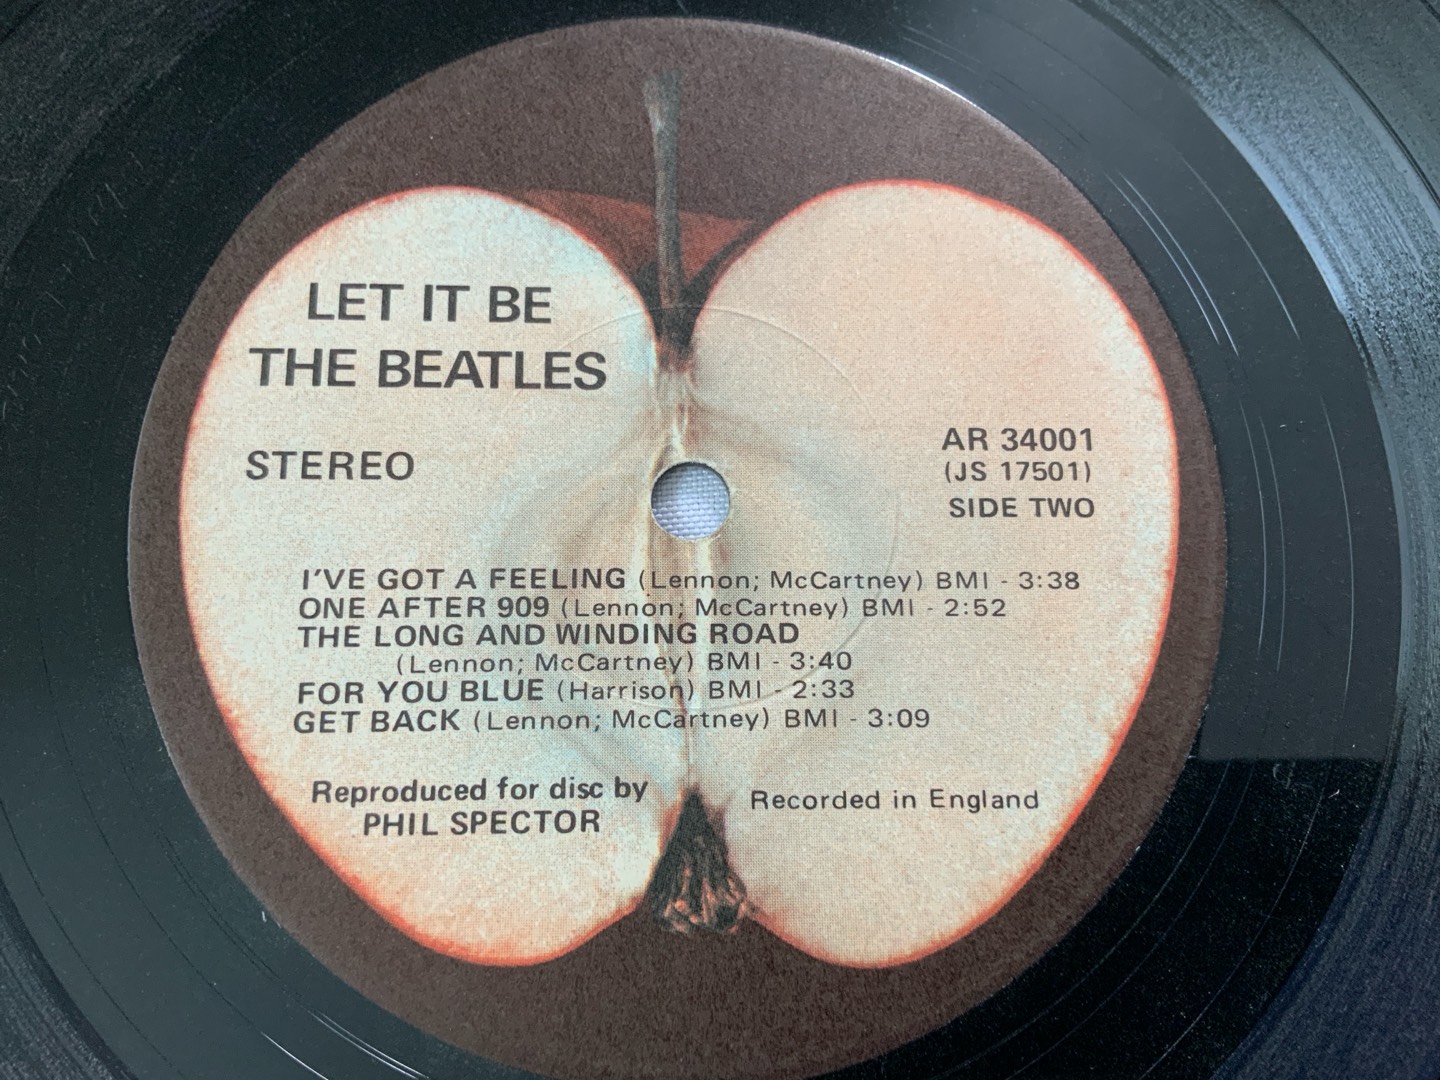 LET IT BE
THE BEATLES
STEREO
AR 34001
(JS 17501)
SIDE TWO
I'VE GOT A FEELING (Lennon; McCartney) BMI - 3:38
ONE AFTER 909 (Lennon; McCartney) BMI - 2:52
THE LONG AND WINDING ROAD
(Lennon; McCartney) BMI - 3:40
FOR YOU BLUE (Harrison) BMI - 2:33
GET BACK (Lennon; McCartney) BMI - 3:09
Reproduced for disc by
PHIL SPECTOR
Recorded in England